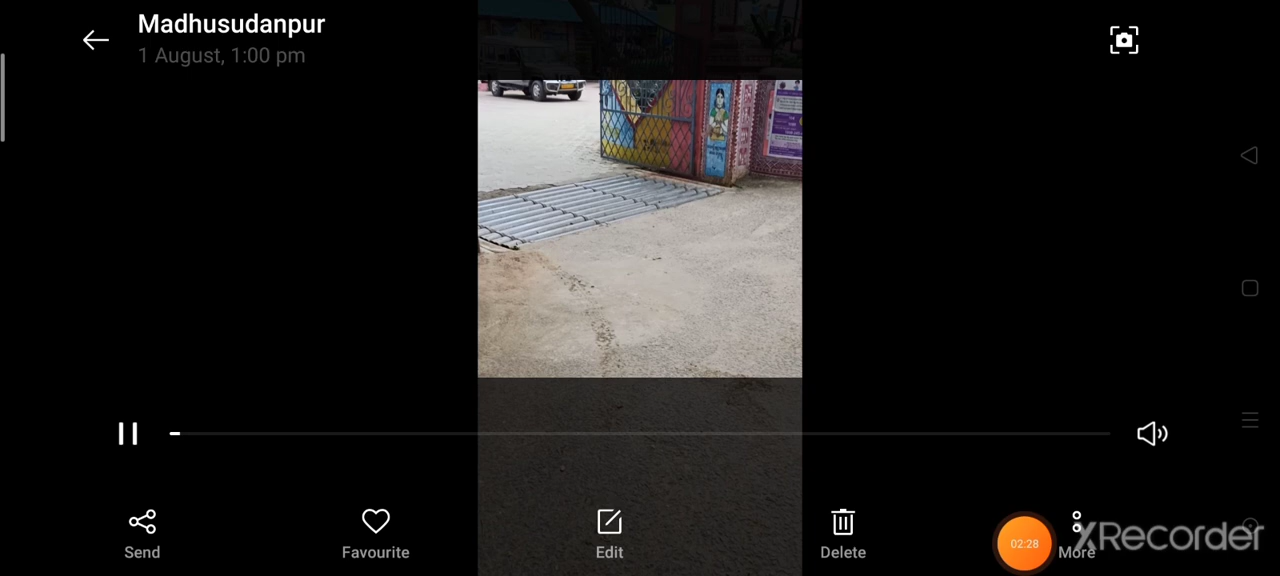 Madhusudanpur
1 August, 1:00 pm
Send
Favourite
Edit
Delete
More
02:28
XRecorder